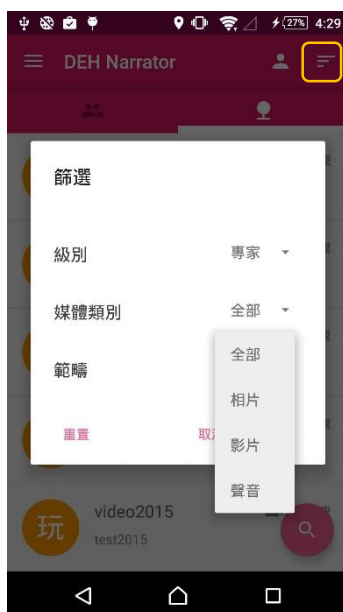 27% 4:29
DEH Narrator
篩選
級別 專家
媒體類別 全部
全部
範疇
相片
重置 取
影片
聲音
玩 video2015
test2015